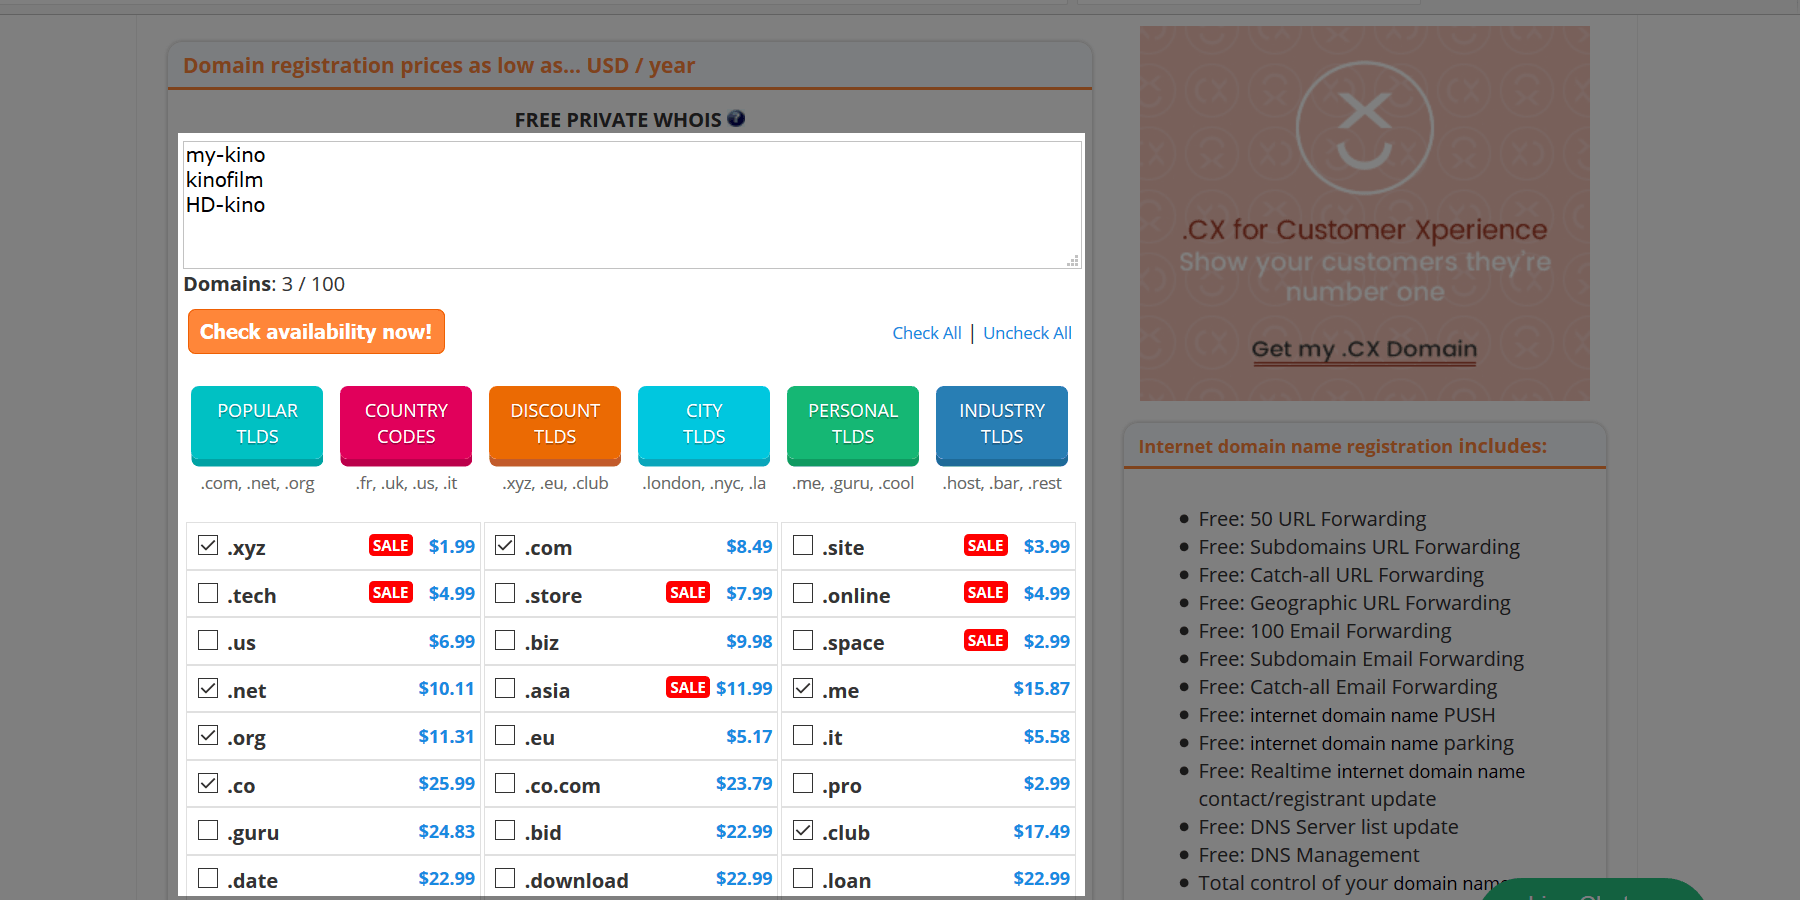 Domain registration prices as low as... USD / year
FREE PRIVATE WHOIS ?
my-kino
kinofilm
HD-kino
Domains: 3 / 100
Check availability now!
Check All | Uncheck All
POPULAR
TLDS
.com, .net, .org
COUNTRY
CODES
.fr, .uk, .us, .it
DISCOUNT
TLDS
.xyz, .eu, .club
CITY
TLDS
.london, .nyc, .la
PERSONAL
TLDS
.me, .guru, .cool
INDUSTRY
TLDS
.host, .bar, .rest
.xyz SALE $1.99
.com $8.49
.site SALE $3.99
.tech SALE $4.99
.store SALE $7.99
.online SALE $4.99
.us $6.99
.biz $9.98
.space SALE $2.99
.net $10.11
.asia SALE $11.99
.me $15.87
.org $11.31
.eu $5.17
.it $5.58
.co $25.99
.co.com $23.79
.pro $2.99
.guru $24.83
.bid $22.99
.club $17.49
.date $22.99
.download $22.99
.loan $22.99
.CX for Customer Xperience
Show your customers they're
number one
Get my .CX Domain
Internet domain name registration includes:
Free: 50 URL Forwarding
Free: Subdomains URL Forwarding
Free: Catch-all URL Forwarding
Free: Geographic URL Forwarding
Free: 100 Email Forwarding
Free: Subdomain Email Forwarding
Free: Catch-all Email Forwarding
Free: internet domain name PUSH
Free: internet domain name parking
Free: Realtime internet domain name
contact/registrant update
Free: DNS Server list update
Free: DNS Management
Total control of your domain name